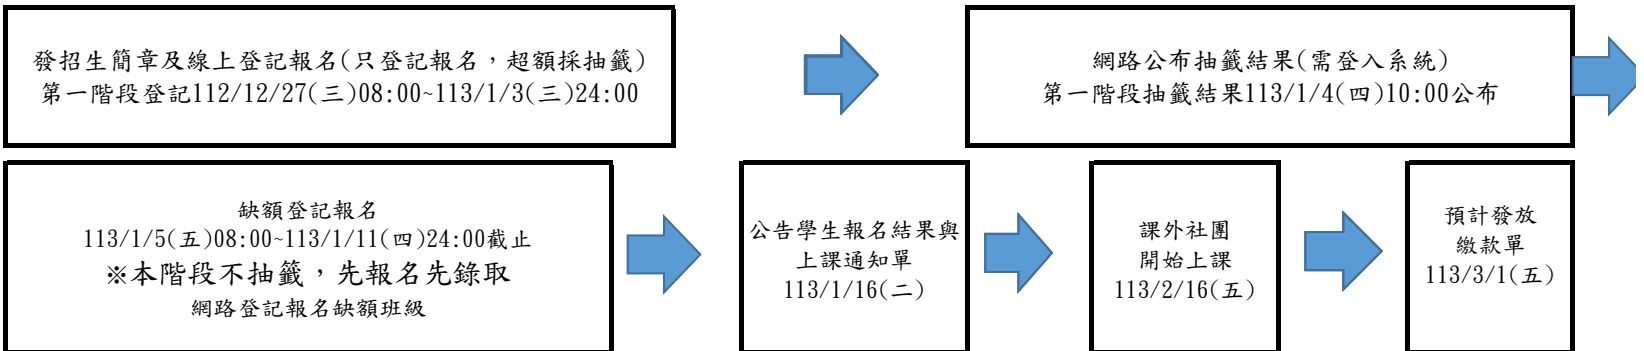 發招生簡章及線上登記報名(只登記報名，超額採抽籤)
第一階段登記112/12/27(三)08:00~113/1/3(三)24:00
網路公布抽籤結果(需登入系統)
第一階段抽籤結果113/1/4(四)10:00公布
缺額登記報名
113/1/5(五)08:00~113/1/11(四)24:00截止
※本階段不抽籤，先報名先錄取
網路登記報名缺額班級
公告學生報名結果與
上課通知單
113/1/16(二)
課外社團
開始上課
113/2/16(五)
預計發放
繳款單
113/3/1(五)